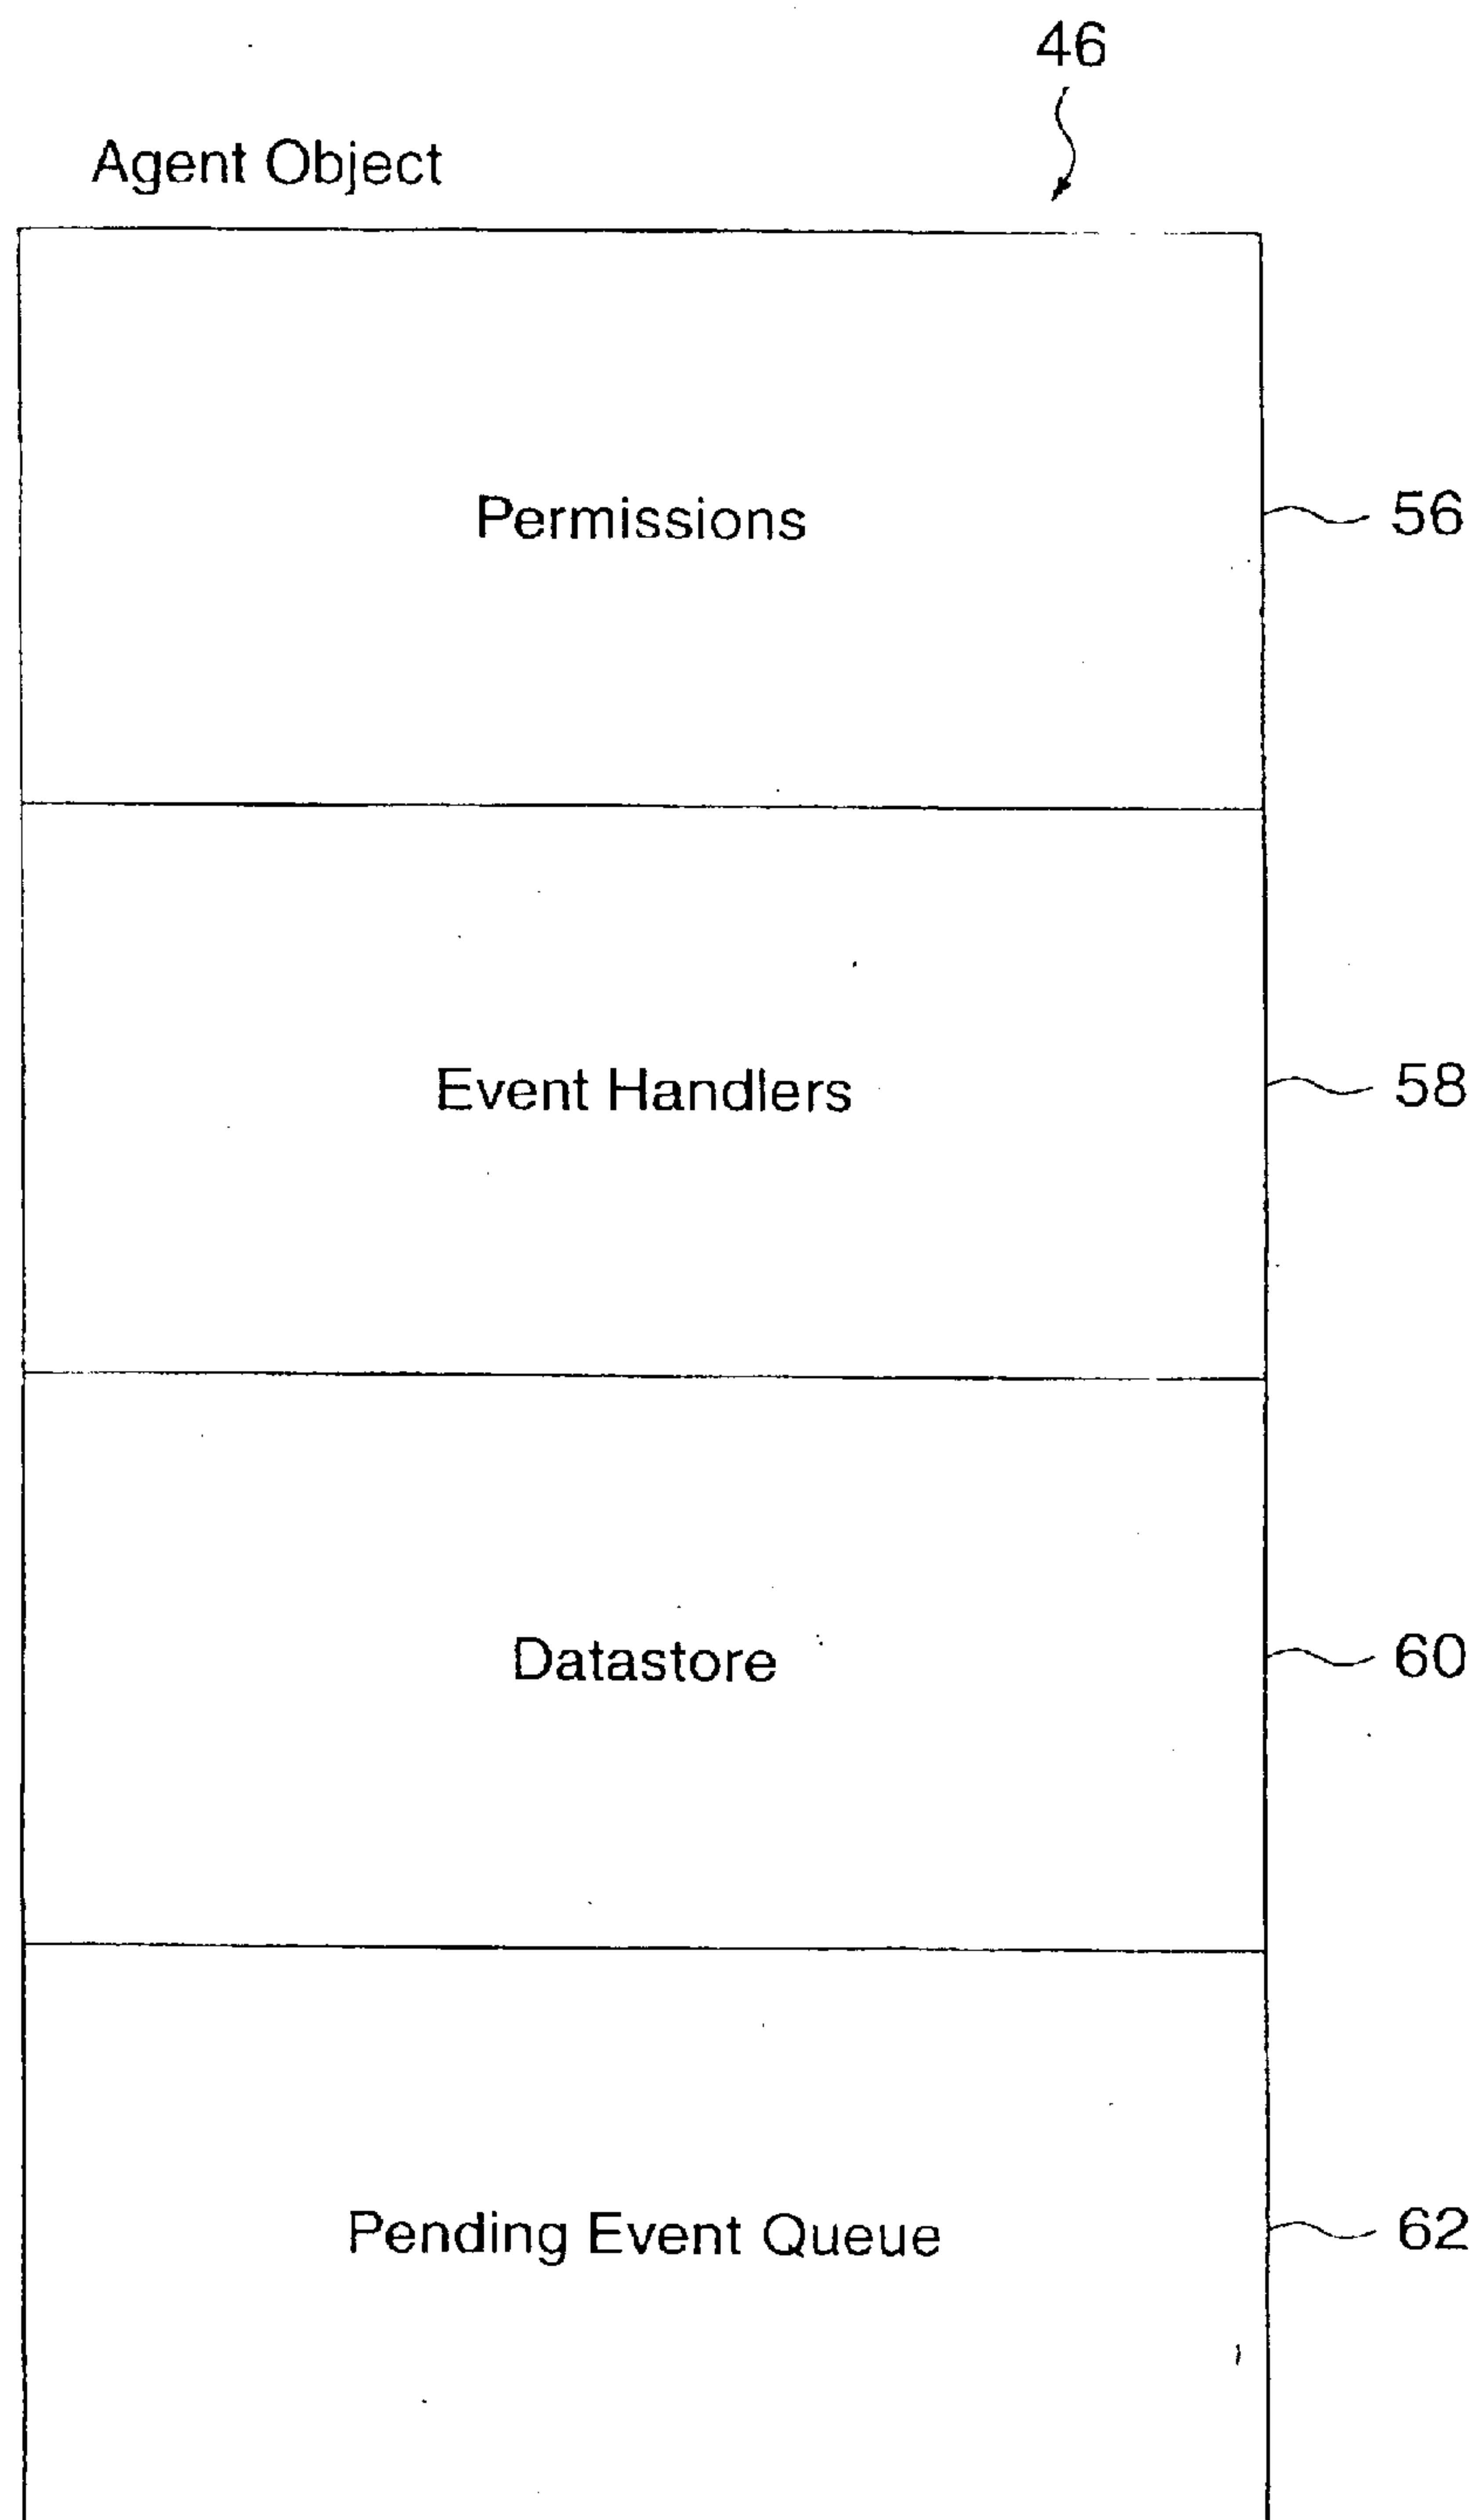 46
Agent Object
Permissions
56
Event Handlers
58
Datastore
60
Pending Event Queue
62